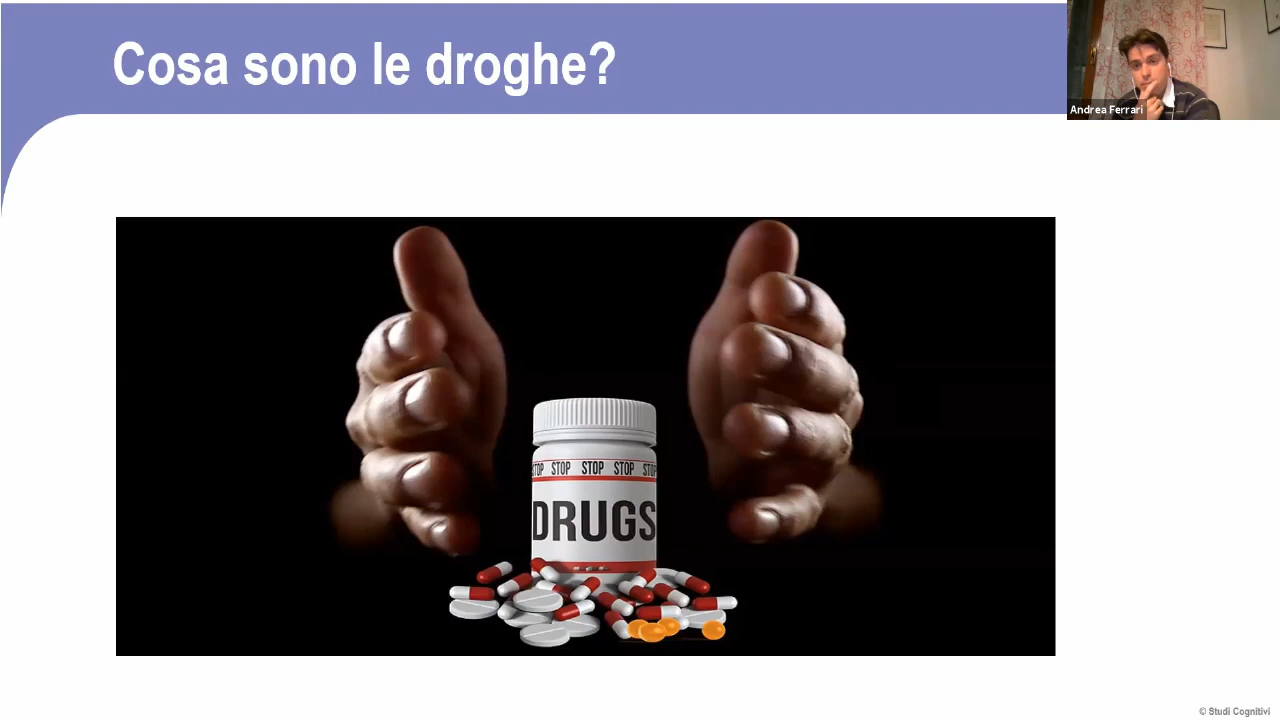 Cosa sono le droghe?
Andrea Ferrari
STOP STOP STOP STOP STOP
DRUGS
© Studi Cognitivi